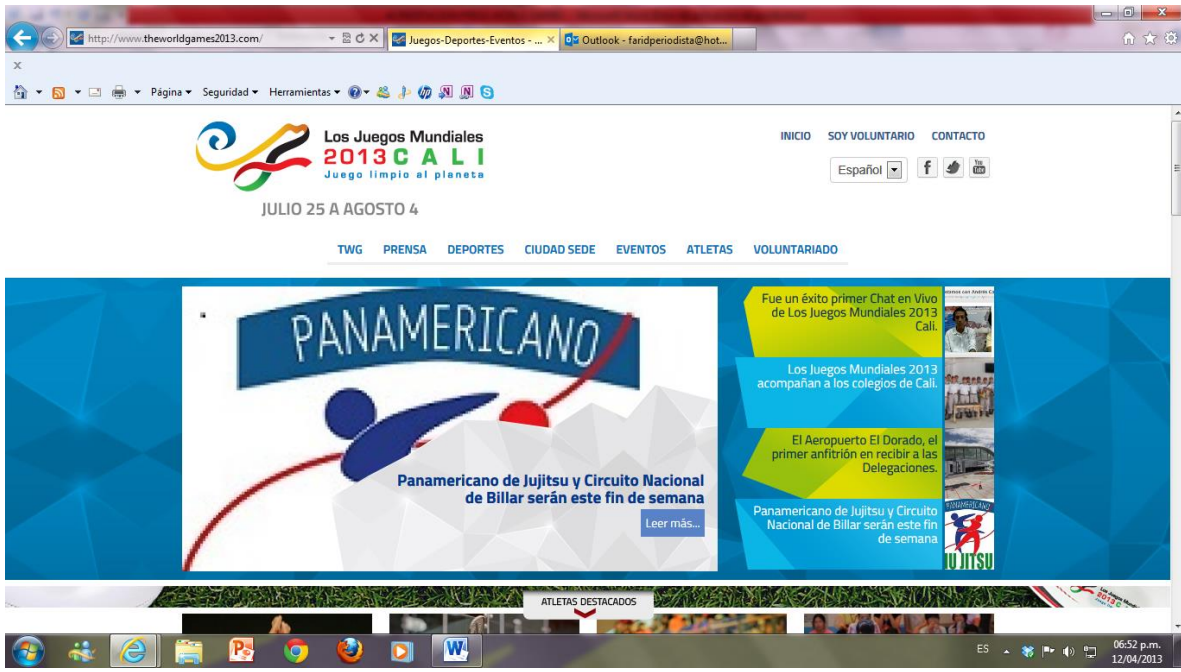 http://www.theworldgames2013.com/
Juegos-Deportes-Eventos - ...
Outlook - faridperiodista@hot...
Página
Seguridad
Herramientas
Los Juegos Mundiales
2013 CALI
Juego limpio al planeta
JULIO 25 A AGOSTO 4
INICIO SOY VOLUNTARIO CONTACTO
Español
f
You
Tube
TWG PRENSA DEPORTES CIUDAD SEDE EVENTOS ATLETAS VOLUNTARIADO
PANAMERICANO
Panamericano de Jujitsu y Circuito Nacional
de Billar serán este fin de semana
Leer más...
Fue un éxito primer Chat en Vivo
de Los Juegos Mundiales 2013
Cali.
Los Juegos Mundiales 2013
acompañan a los colegios de Cali.
El Aeropuerto El Dorado, el
primer anfitrión en recibir a las
Delegaciones.
Panamericano de Jujitsu y Circuito
Nacional de Billar serán este fin
de semana
PANAMERICANO
JU JITSU
ATLETAS DESTACADOS
ES
06:52 p.m.
12/04/2013